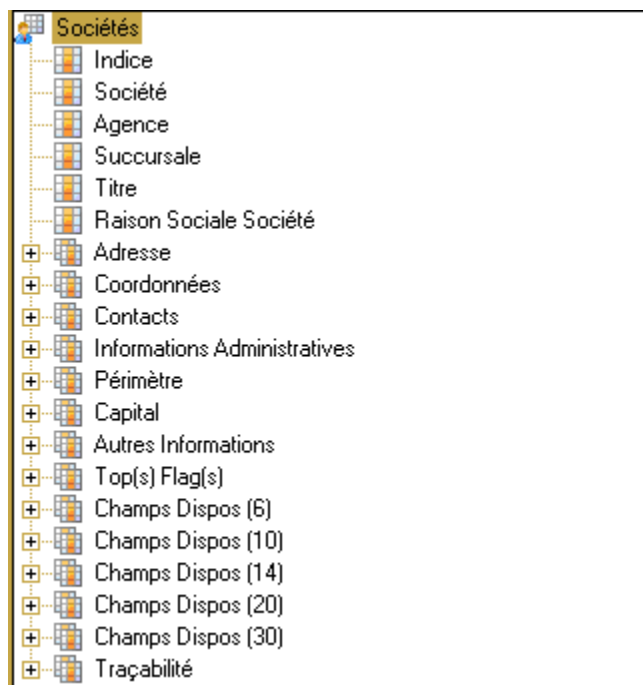 Sociétés
Indice
Société
Agence
Succursale
Titre
Raison Sociale Société
Adresse
Coordonnées
Contacts
Informations Administratives
Périmètre
Capital
Autres Informations
Top(s) Flag(s)
Champs Dispos (6)
Champs Dispos (10)
Champs Dispos (14)
Champs Dispos (20)
Champs Dispos (30)
Traçabilité